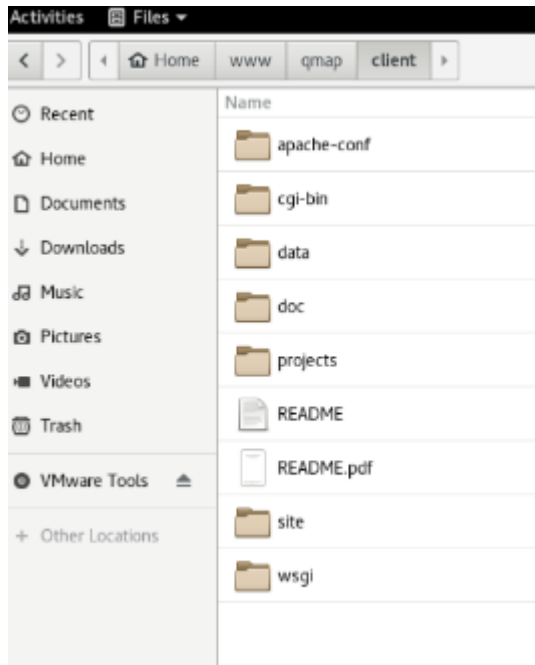 Activities Files
Home www qmap client
Recent
Home
Documents
Downloads
Music
Pictures
Videos
Trash
VMware Tools
+ Other Locations
Name
apache-conf
cgi-bin
data
doc
projects
README
README.pdf
site
wsgi